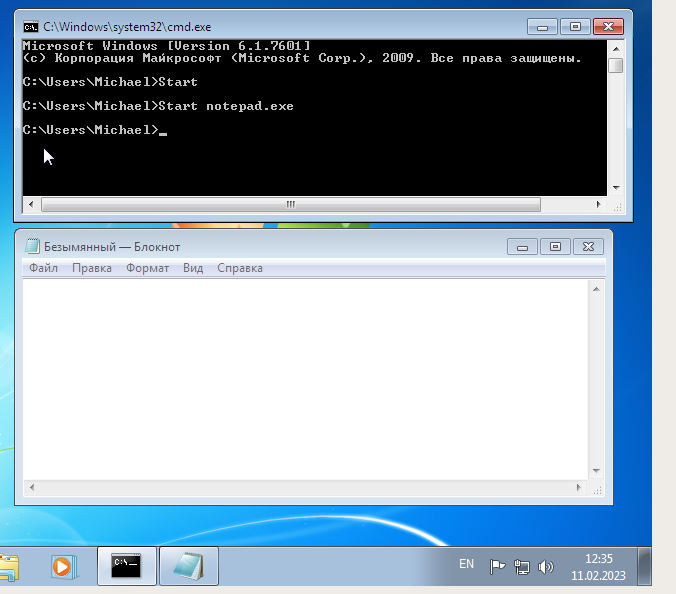 C:\Windows\system32\cmd.exe
Microsoft Windows [Version 6.1.7601]
(c) Корпорация Майкрософт (Microsoft Corp.), 2009. Все права защищены.
C:\Users\Michael>Start
C:\Users\Michael>Start notepad.exe
C:\Users\Michael>_
Безымянный — Блокнот
Файл Правка Формат Вид Справка
C:\_
EN
12:35
11.02.2023